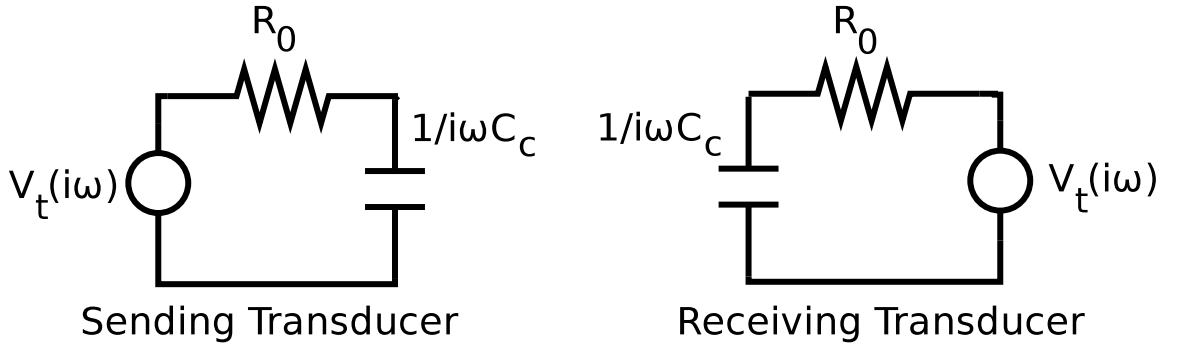 R0
Vt(iω)
1/iωCc
Sending Transducer
R0
1/iωCc
Vt(iω)
Receiving Transducer